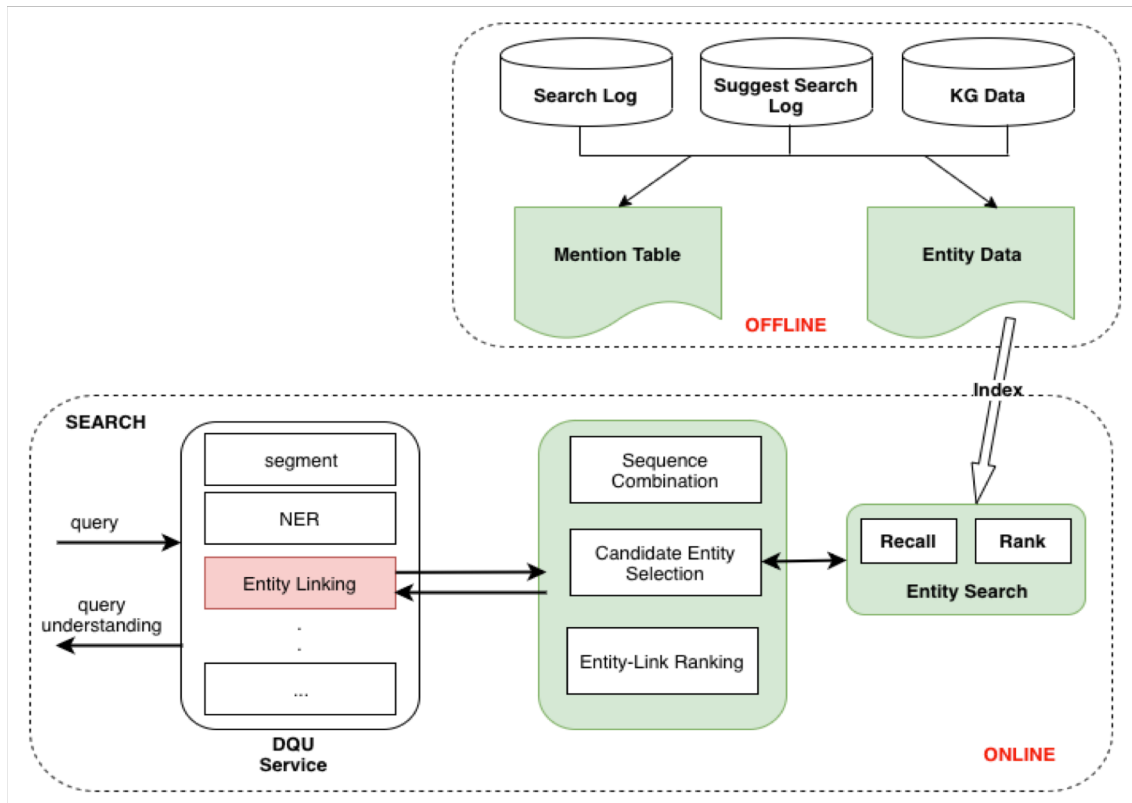 Search Log
Suggest Search
Log
KG Data
Mention Table
Entity Data
OFFLINE
Index
SEARCH
segment
NER
Entity Linking
.
.
...
DQU
Service
query
query
understanding
Sequence
Combination
Candidate Entity
Selection
Entity-Link Ranking
Recall
Rank
Entity Search
ONLINE